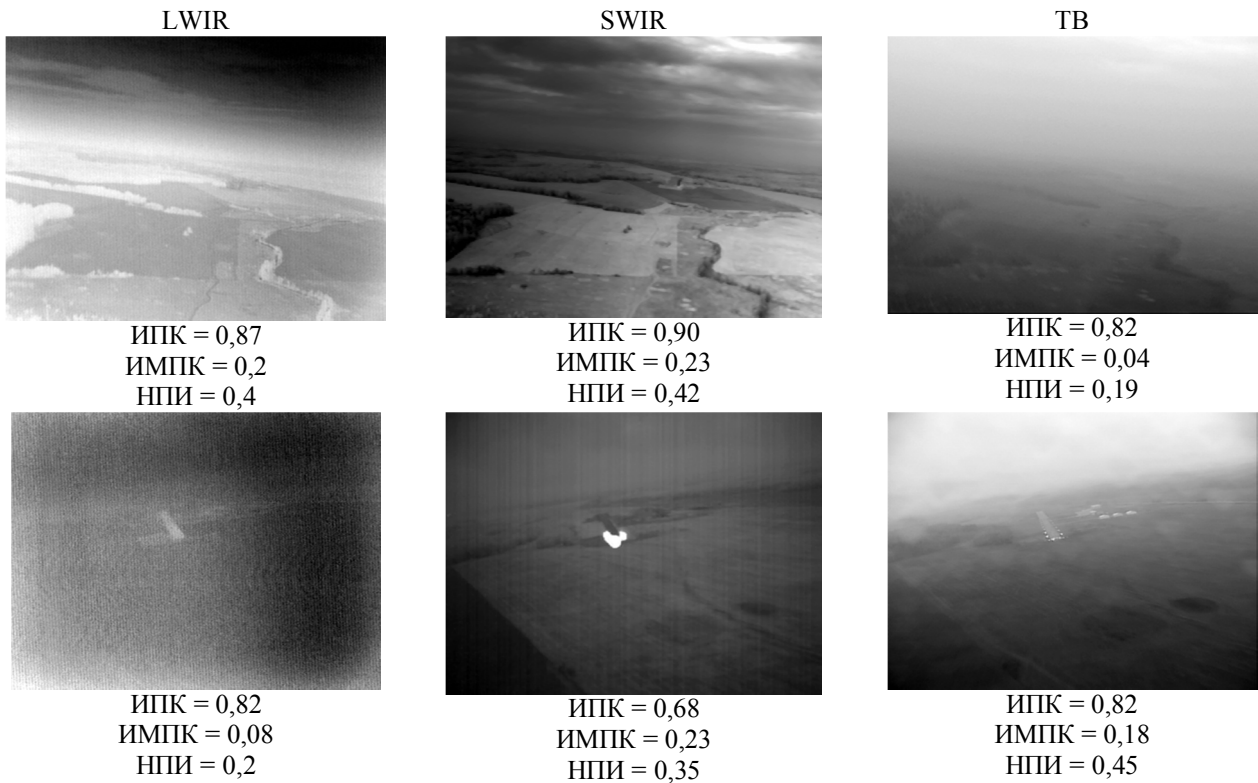 LWIR SWIR ТВ
ИПК = 0,87 ИПК = 0,90 ИПК = 0,82
ИМПК = 0,2 ИМПК = 0,23 ИМПК = 0,04
НПИ = 0,4 НПИ = 0,42 НПИ = 0,19
ИПК = 0,82 ИПК = 0,68 ИПК = 0,82
ИМПК = 0,08 ИМПК = 0,23 ИМПК = 0,18
НПИ = 0,2 НПИ = 0,35 НПИ = 0,45